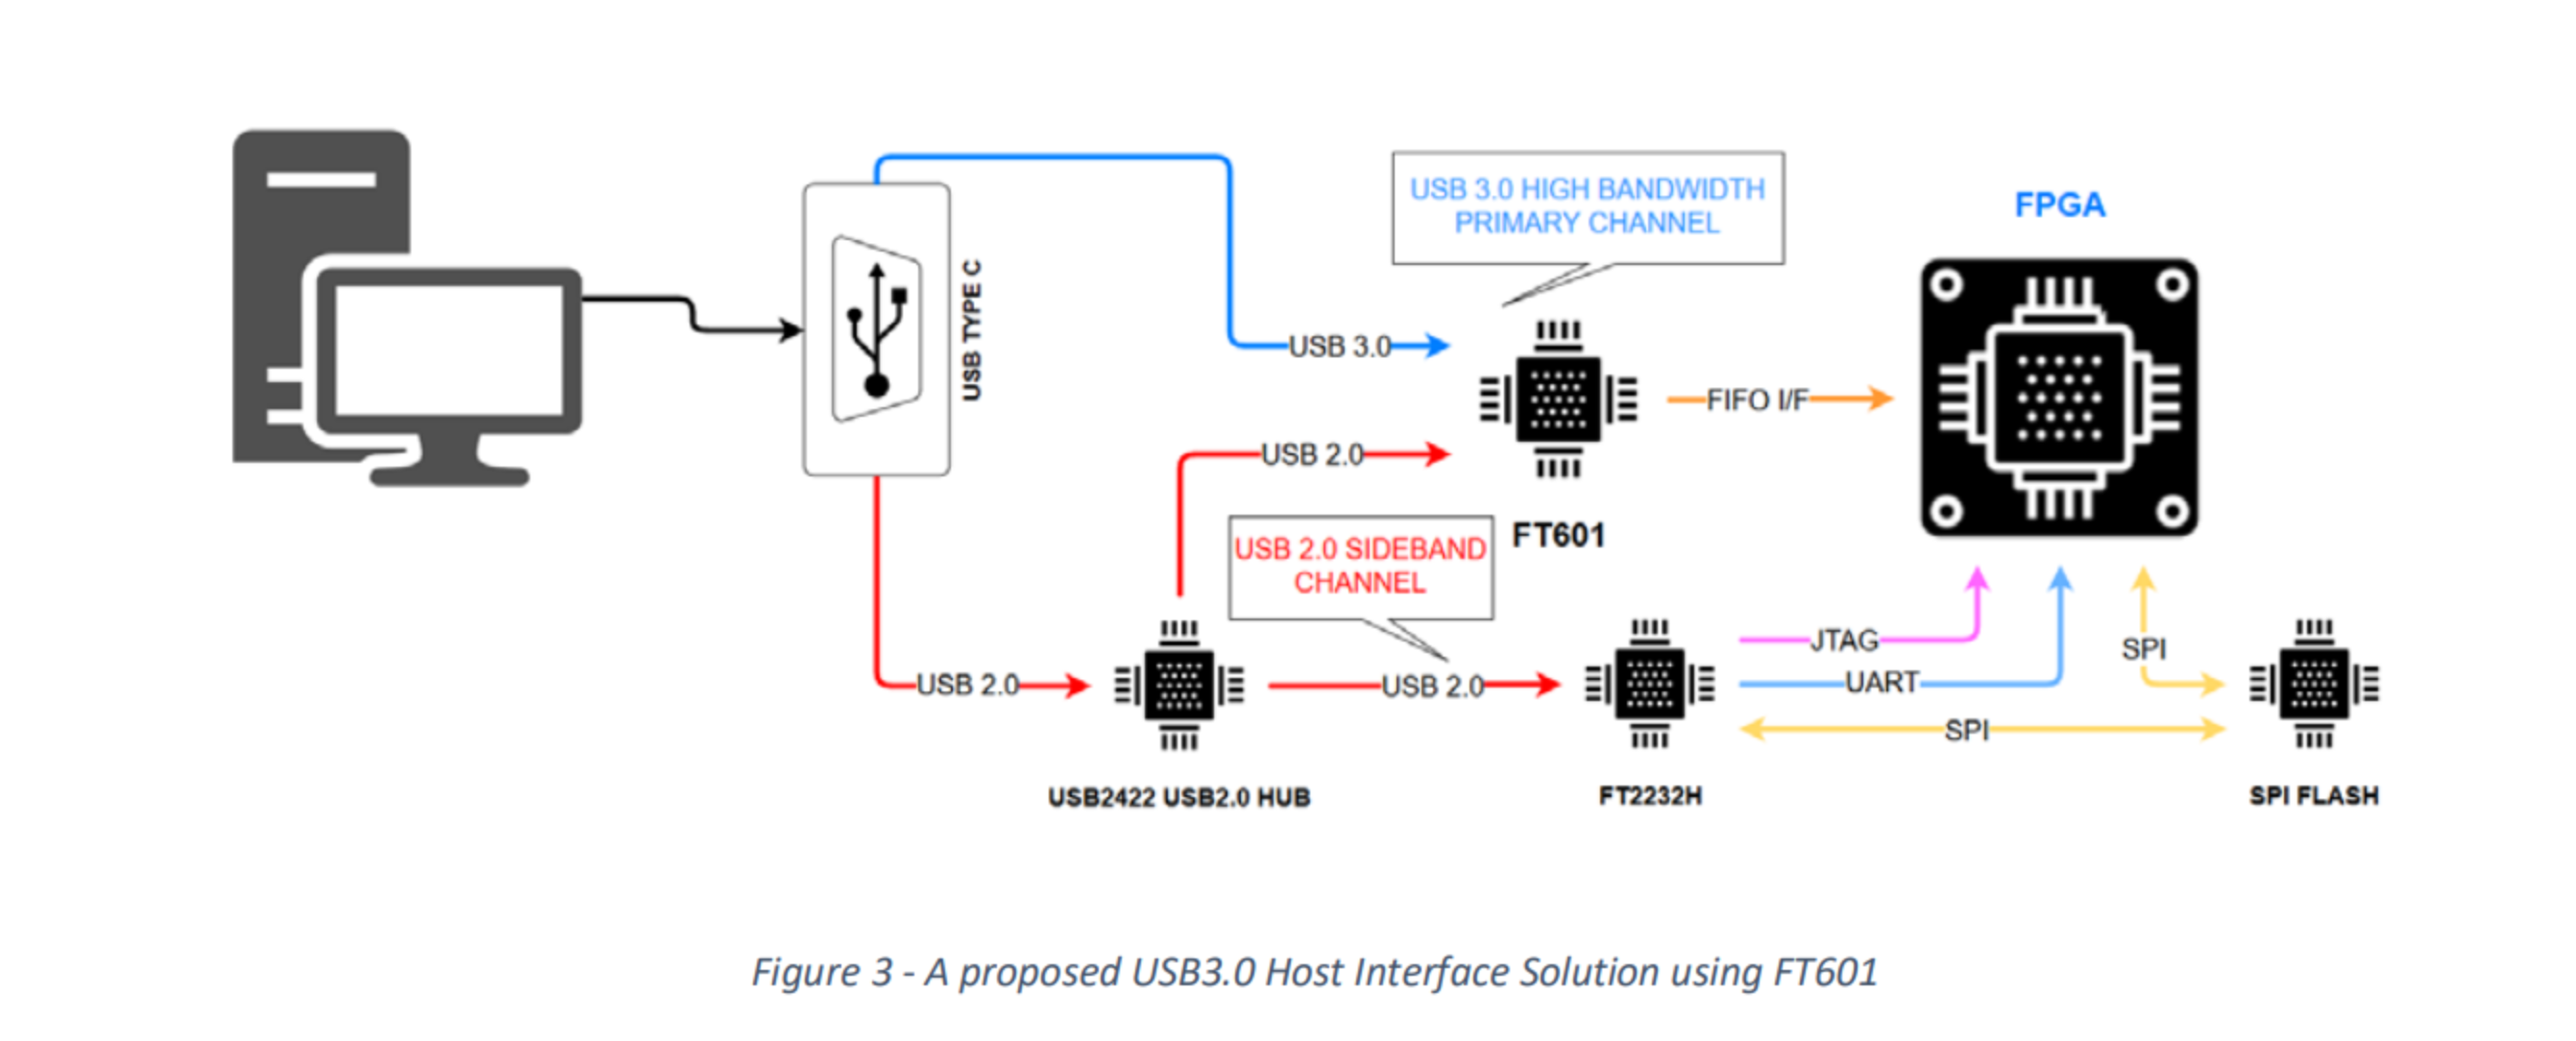 USB 3.0 HIGH BANDWIDTH
PRIMARY CHANNEL
FPGA
USB TYPE C
USB 3.0
FIFO I/F
USB 2.0
FT601
USB 2.0 SIDEBAND
CHANNEL
JTAG
SPI
UART
USB 2.0
USB 2.0
SPI
USB2422 USB2.0 HUB
FT2232H
SPI FLASH
Figure 3 - A proposed USB3.0 Host Interface Solution using FT601